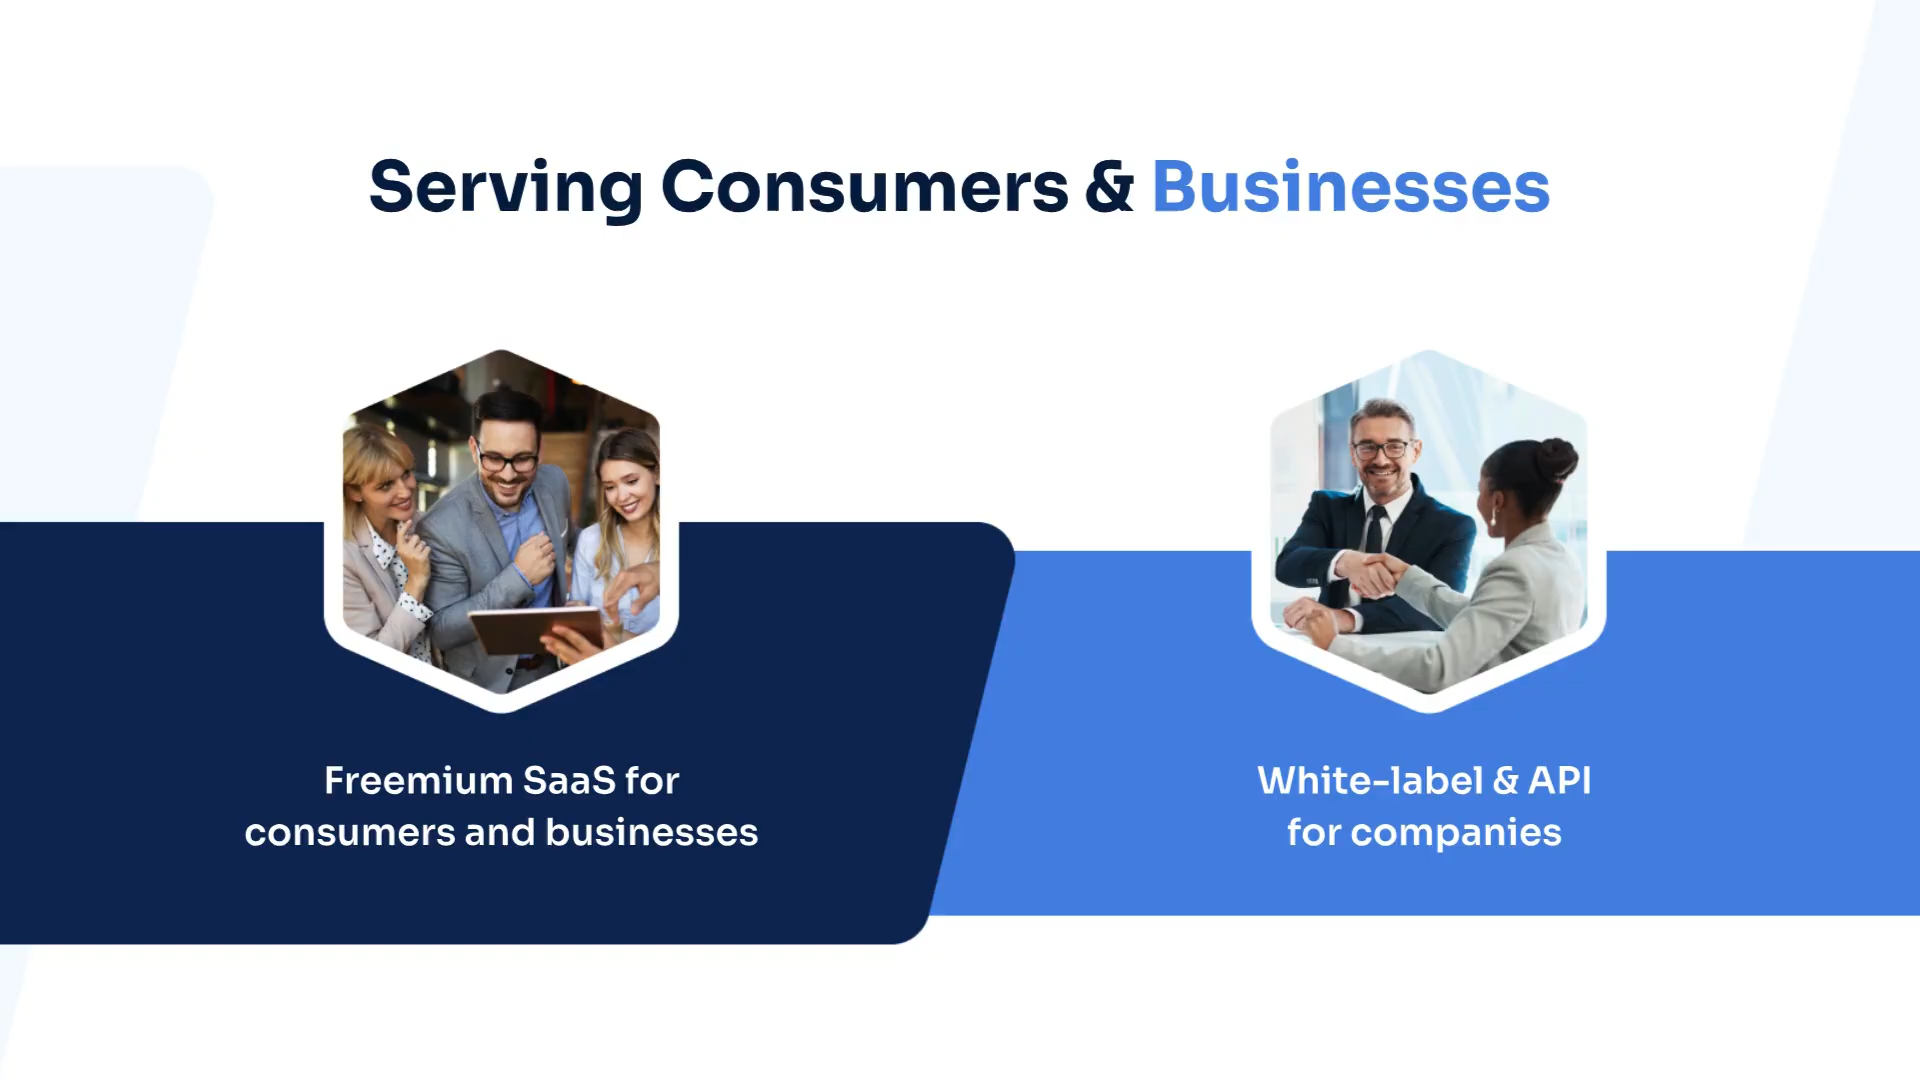 Serving Consumers & Businesses
Freemium SaaS for
consumers and businesses
White-label & API
for companies